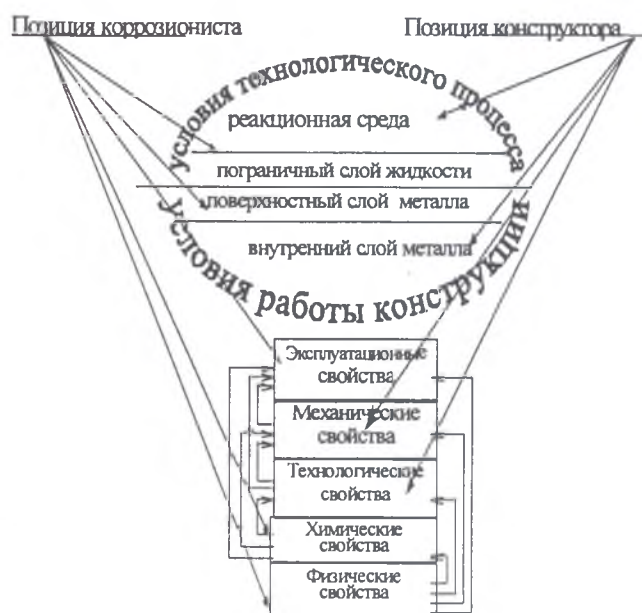 Позиция коррозиониста
Позиция конструктора
условия технологического процесса
реакционная среда
пограничный слой жидкости
поверхностный слой металла
внутренний слой металла
Условия работы конструкции
Эксплуатационные
свойства
Механические
свойства
Технологические
свойства
Химические
свойства
Физические
свойства